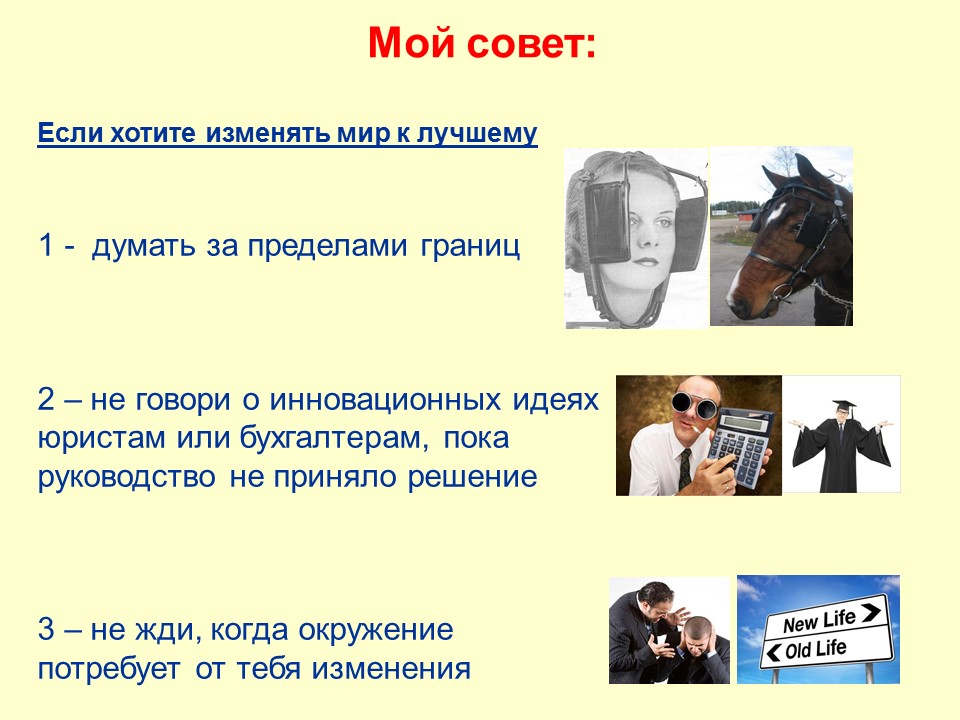 Мой совет:
Если хотите изменять мир к лучшему
1 - думать за пределами границ
2 – не говори о инновационных идеях
юристам или бухгалтерам, пока
руководство не приняло решение
3 – не жди, когда окружение
потребует от тебя изменения
New Life
Old Life